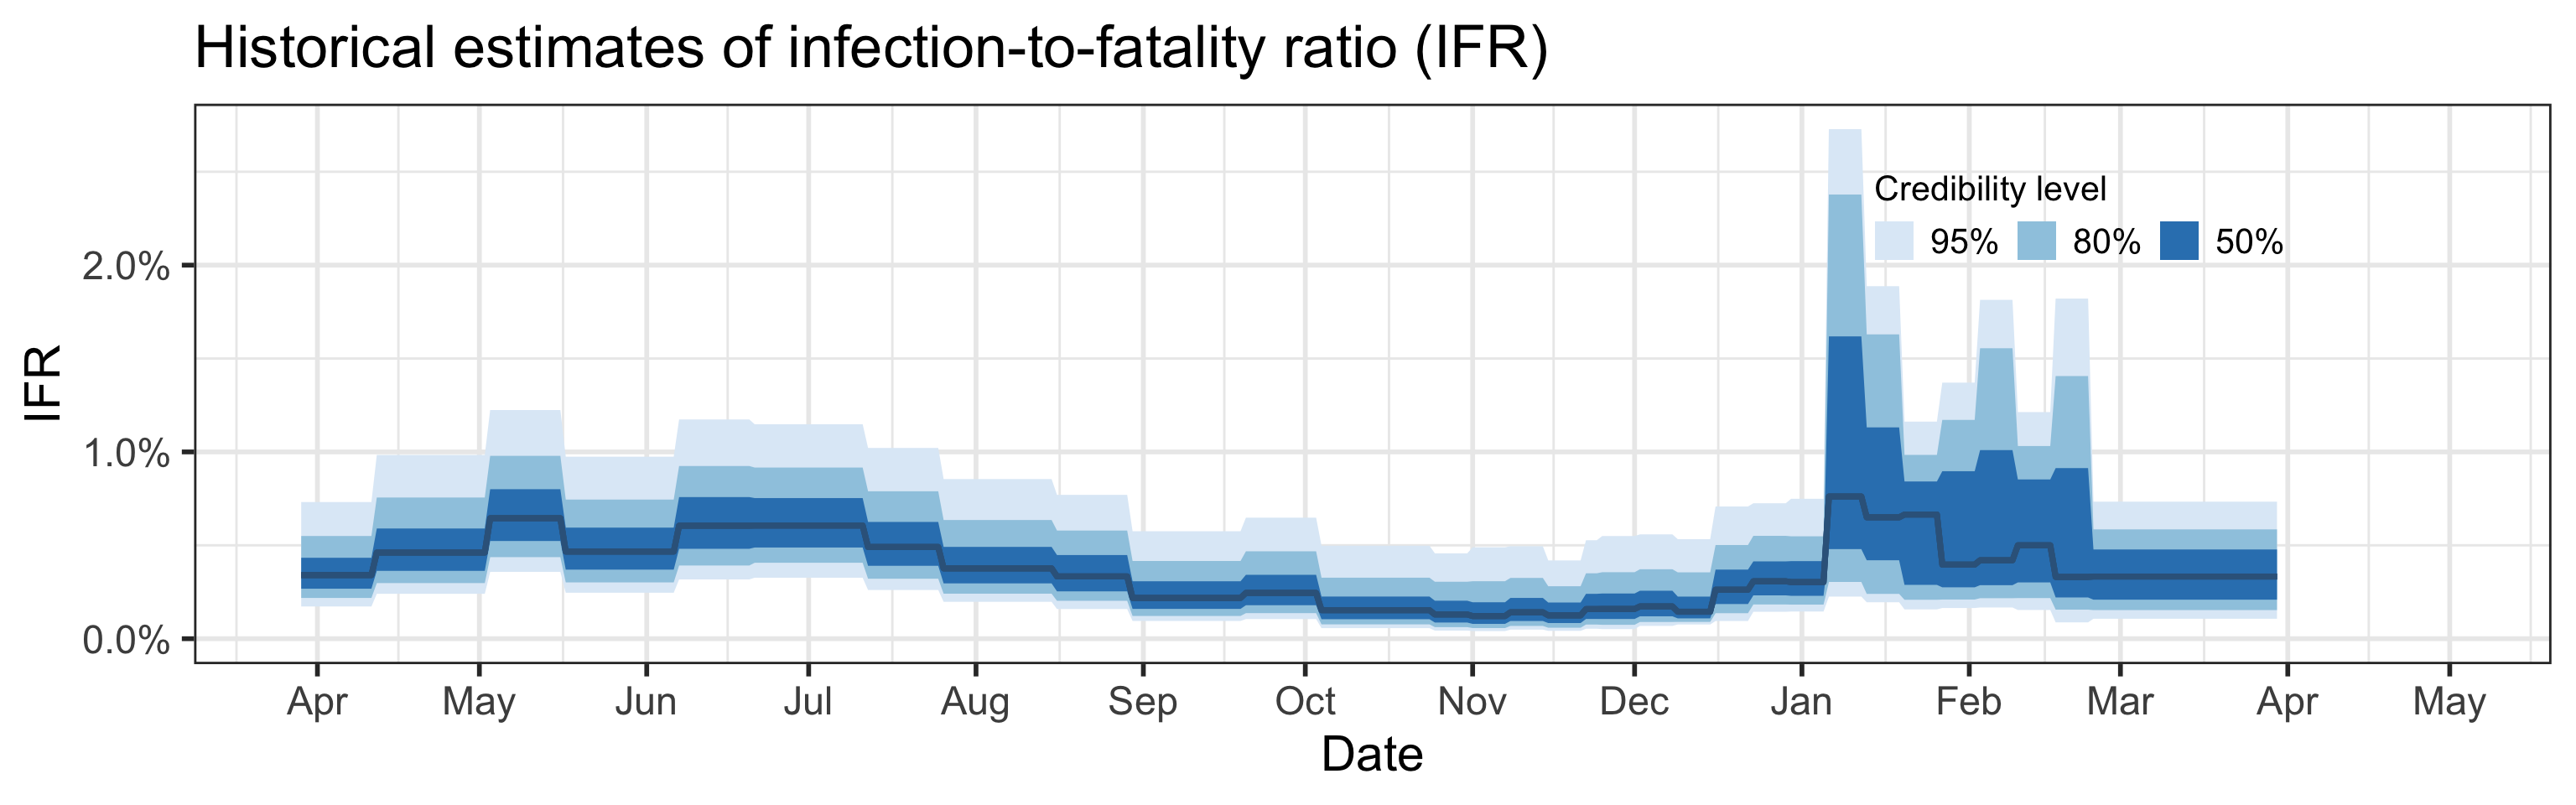 Historical estimates of infection-to-fatality ratio (IFR)
Credibility level
95% 80% 50%
2.0%
1.0%
0.0%
IFR
Apr May Jun Jul Aug Sep Oct Nov Dec Jan Feb Mar Apr May
Date